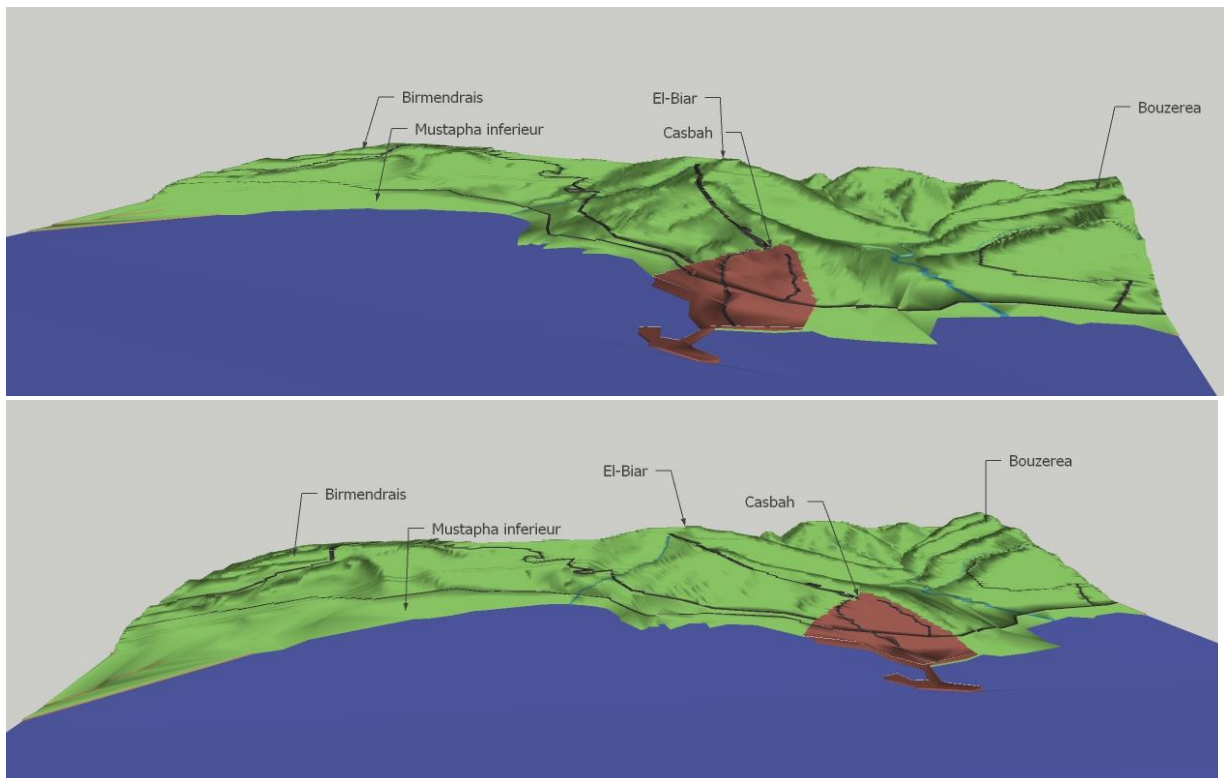 Birmendrais
El-Biar
Bouzerea
Mustapha inferieur
Casbah
Bouzerea
El-Biar
Birmendrais
Casbah
Mustapha inferieur